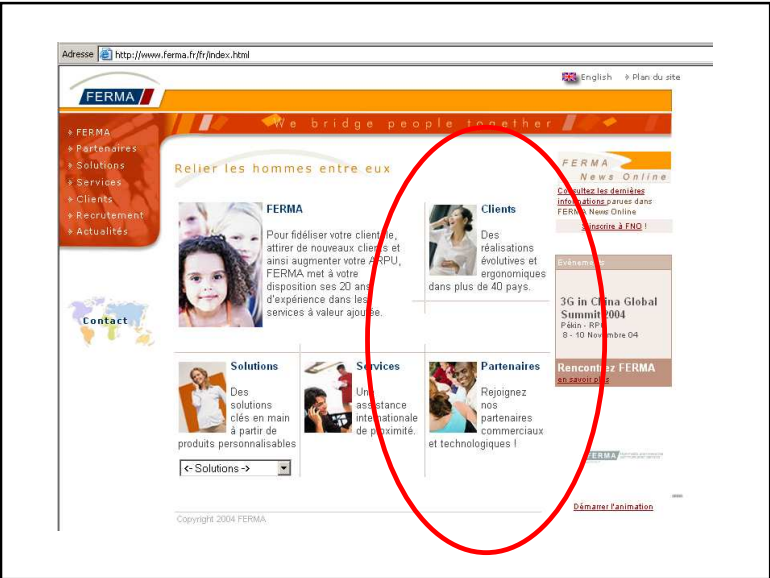 Adresse http://www.ferma.fr/fr/index.html
English Plan du site
FERMA
We bridge people together
FERMA
Partenaires
Solutions
Services
Clients
Recrutement
Actualités
Contact
Relier les hommes entre eux
FERMA
Pour fidéliser votre clientèle,
attirer de nouveaux clients et
ainsi augmenter votre ARPU,
FERMA met à votre
disposition ses 20 ans
d'expérience dans les
services à valeur ajoutée.
Clients
Des
réalisations
évolutives et
ergonomiques
dans plus de 40 pays.
Solutions
Des
solutions
clés en main
à partir de
produits personnalisables
<- Solutions ->
Services
Une
assistance
internationale
de proximité.
Partenaires
Rejoignez
nos
partenaires
commerciaux
et technologiques !
FERMA
News Online
Consultez les dernières
informations parues dans
FERMA News Online
S'inscrire à FNO !
Evènements
3G in China Global
Summit 2004
Pékin - RPC
8 - 10 Novembre 04
Rencontrez FERMA
en savoir plus
FERMA
Démarrer l'animation
Copyright 2004 FERMA